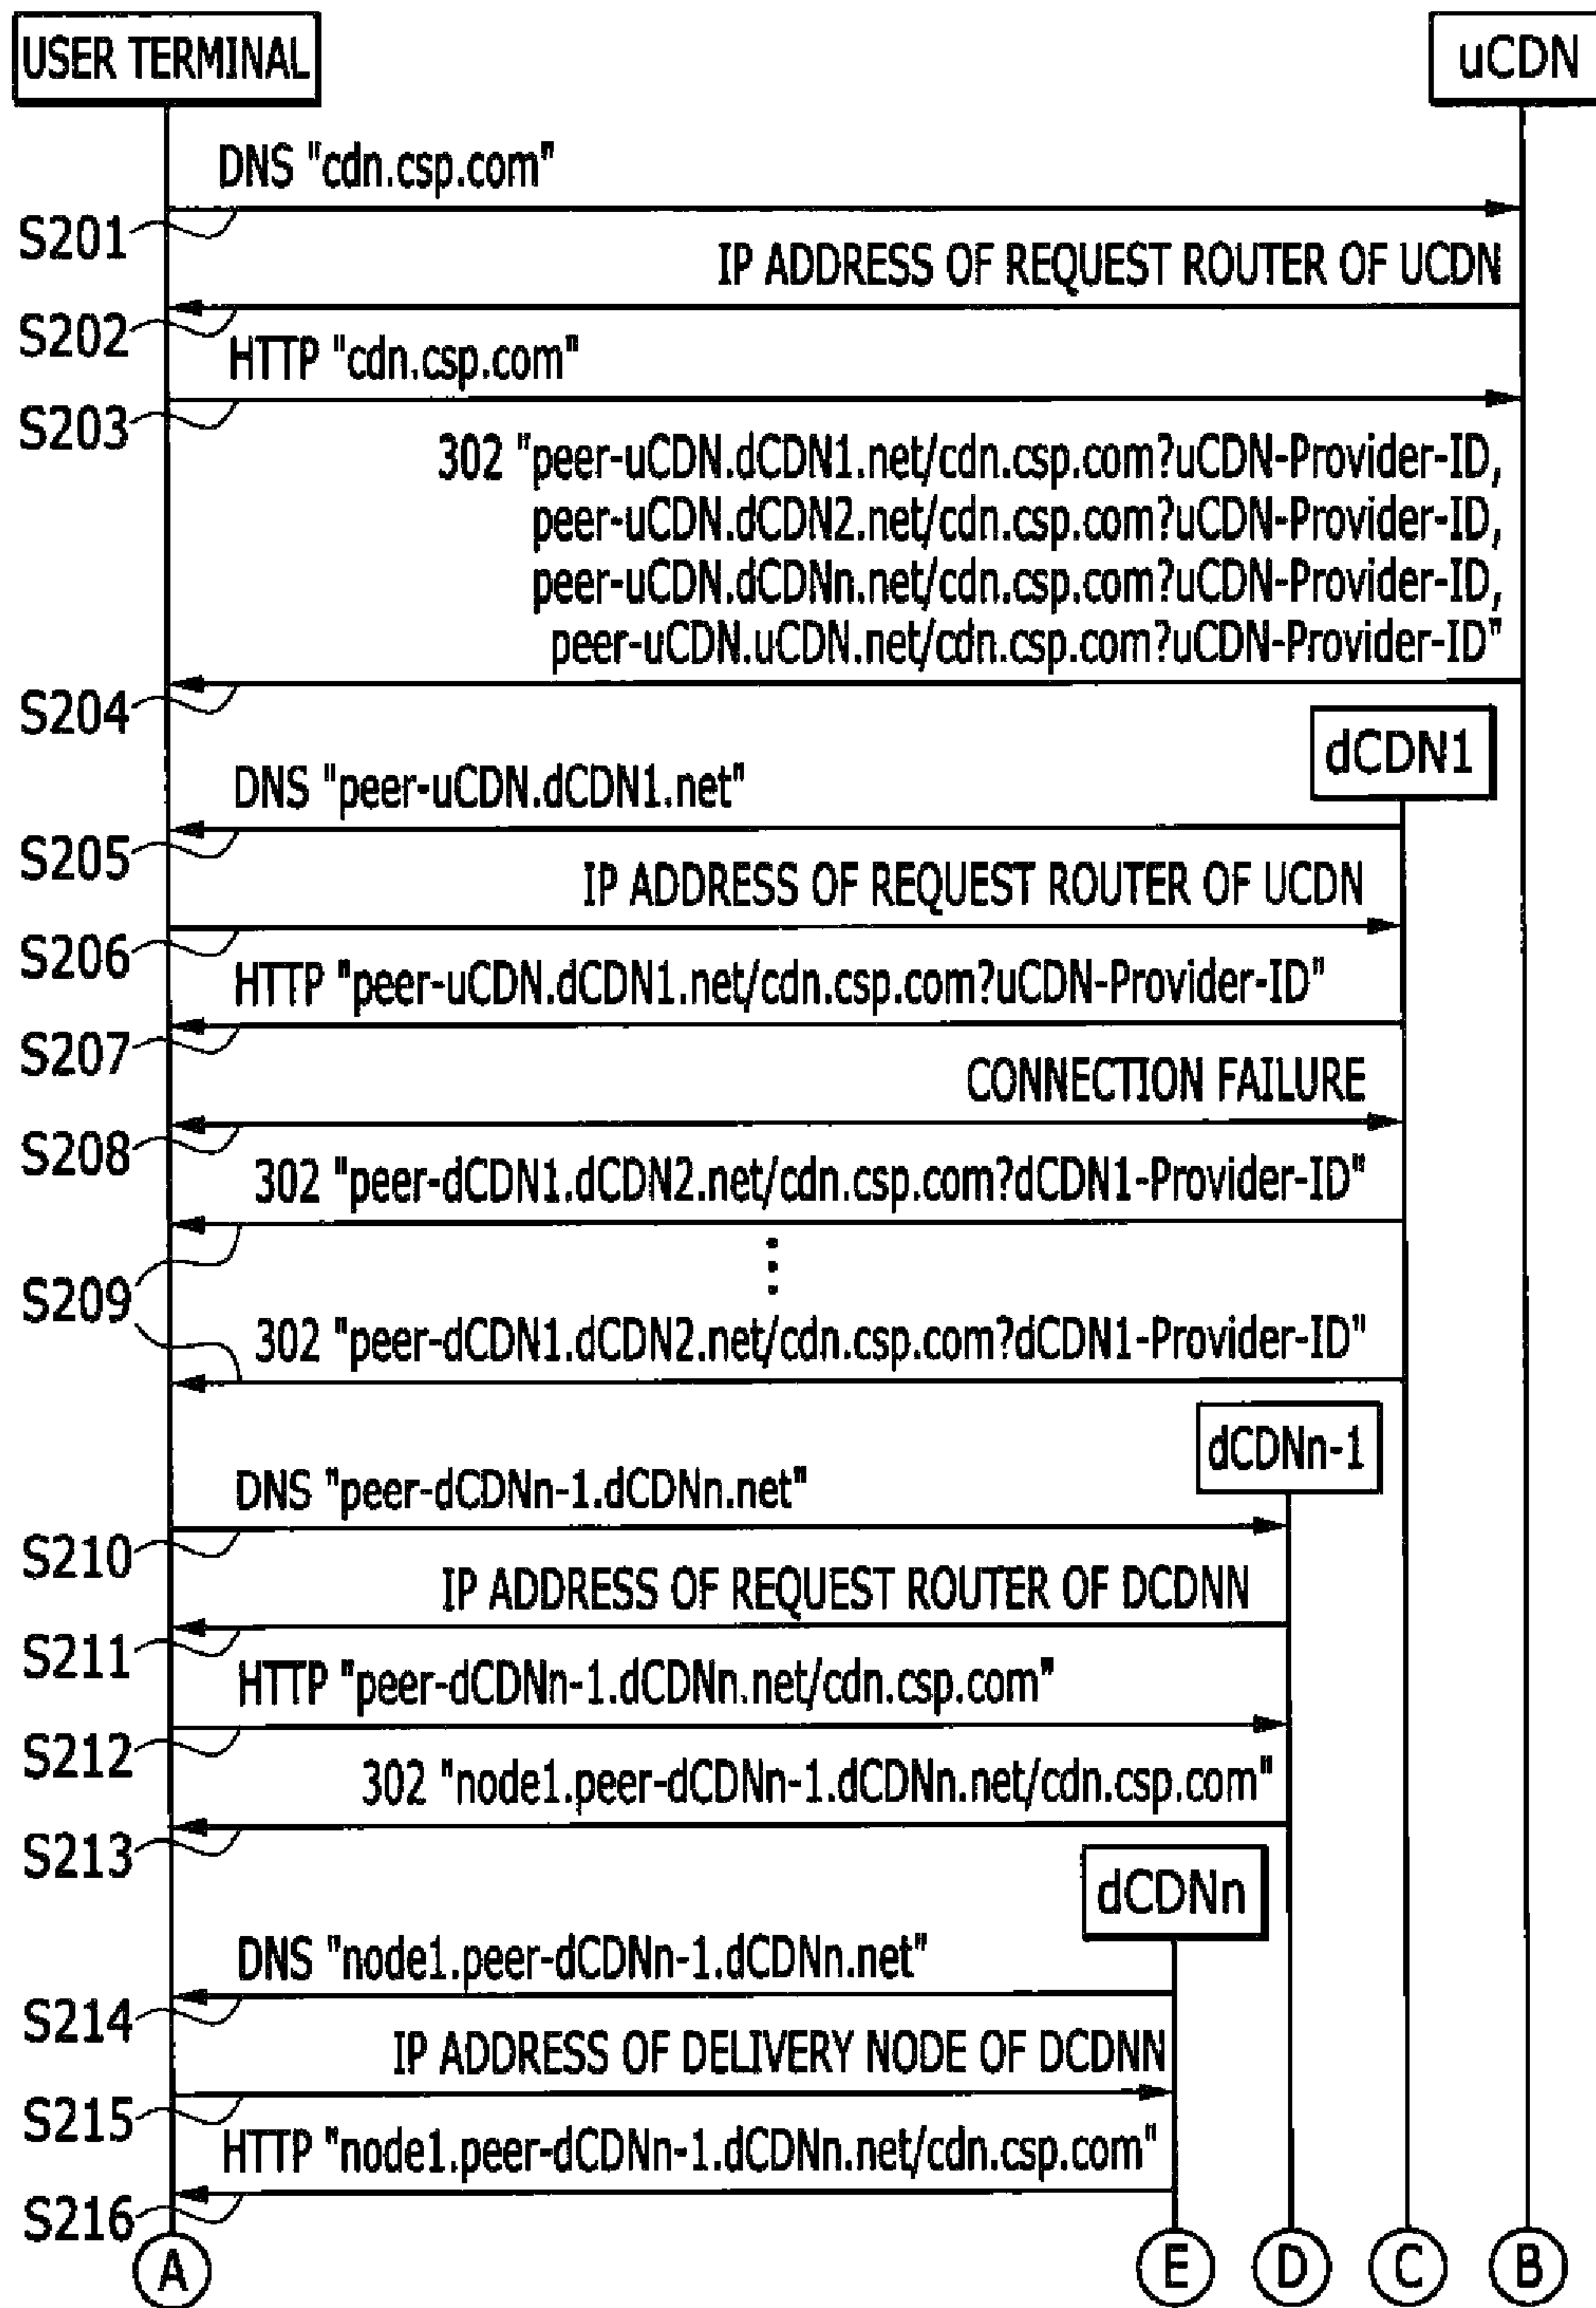 USER TERMINAL
uCDN
DNS "cdn.csp.com"
S201
IP ADDRESS OF REQUEST ROUTER OF UCDN
S202
HTTP "cdn.csp.com"
S203
302 "peer-uCDN.dCDN1.net/cdn.csp.com?uCDN-Provider-ID,
peer-uCDN.dCDN2.net/cdn.csp.com?uCDN-Provider-ID,
peer-uCDN.dCDNn.net/cdn.csp.com?uCDN-Provider-ID,
peer-uCDN.uCDN.net/cdn.csp.com?uCDN-Provider-ID"
S204
dCDN1
DNS "peer-uCDN.dCDN1.net"
S205
IP ADDRESS OF REQUEST ROUTER OF UCDN
S206
HTTP "peer-uCDN.dCDN1.net/cdn.csp.com?uCDN-Provider-ID"
S207
CONNECTION FAILURE
S208
302 "peer-dCDN1.dCDN2.net/cdn.csp.com?dCDN1-Provider-ID"
S209
302 "peer-dCDN1.dCDN2.net/cdn.csp.com?dCDN1-Provider-ID"
dCDNn-1
DNS "peer-dCDNn-1.dCDNn.net"
S210
IP ADDRESS OF REQUEST ROUTER OF DCDNN
S211
HTTP "peer-dCDNn-1.dCDNn.net/cdn.csp.com"
S212
302 "node1.peer-dCDNn-1.dCDNn.net/cdn.csp.com"
S213
dCDNn
DNS "node1.peer-dCDNn-1.dCDNn.net"
S214
IP ADDRESS OF DELIVERY NODE OF DCDNN
S215
HTTP "node1.peer-dCDNn-1.dCDNn.net/cdn.csp.com"
S216
A
E
D
C
B